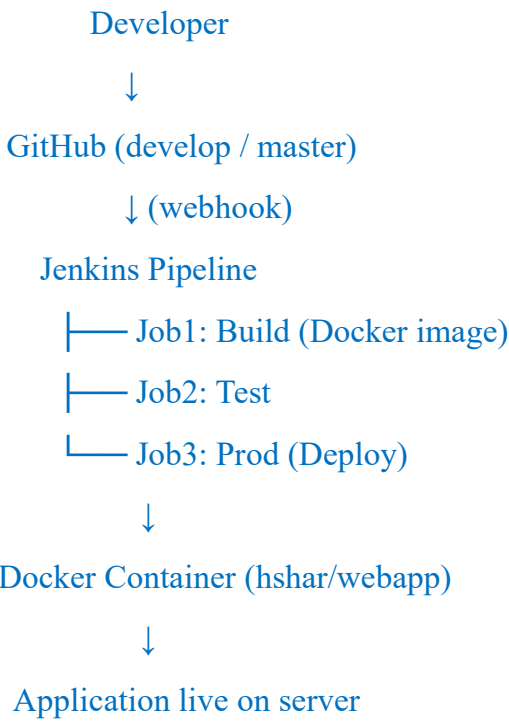 Developer
↓
GitHub (develop / master)
↓ (webhook)
Jenkins Pipeline
├── Job1: Build (Docker image)
├── Job2: Test
└── Job3: Prod (Deploy)
↓
Docker Container (hshar/webapp)
↓
Application live on server